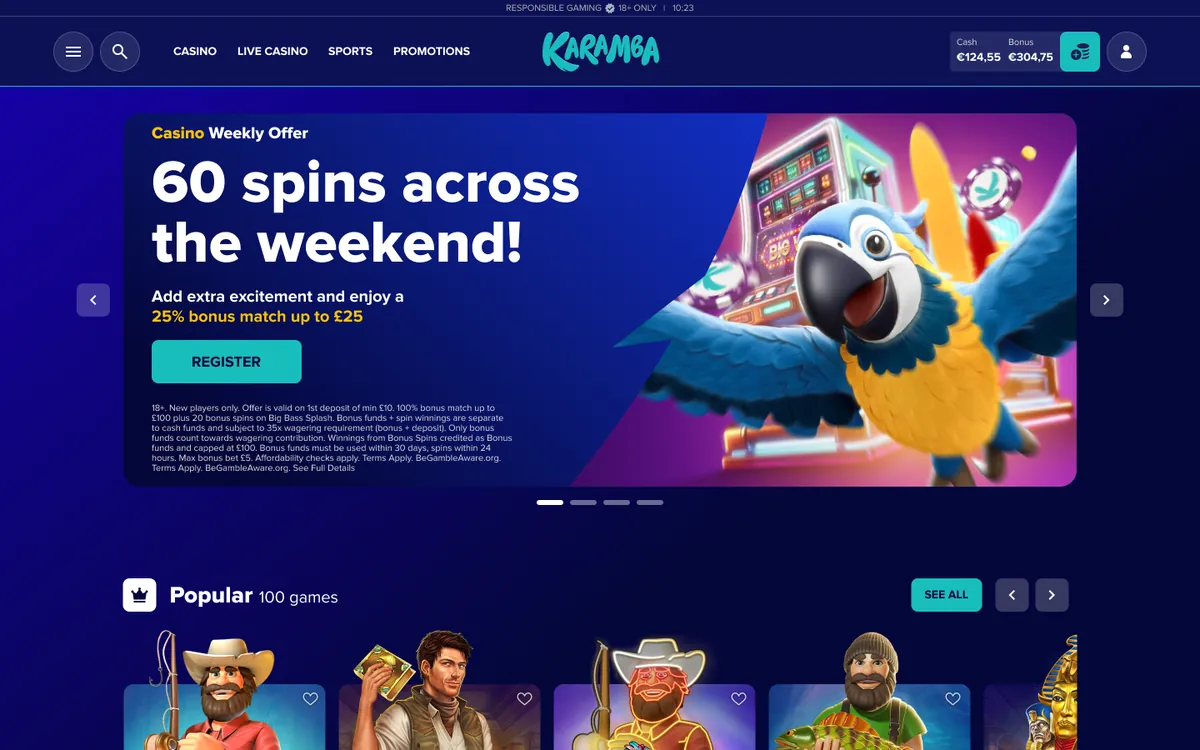 RESPONSIBLE GAMING 18+ ONLY | 10:23
CASINO LIVE CASINO SPORTS PROMOTIONS
KARAMBA
Cash Bonus
€124,55 €304,75
Casino Weekly Offer
60 spins across
the weekend!
Add extra excitement and enjoy a
25% bonus match up to £25
REGISTER
18+. New players only. Offer is valid on 1st deposit of min £10. 100% bonus match up to
£100 plus 20 bonus spins on Big Bass Splash. Bonus funds + spin winnings are separate
to cash funds and subject to 35x wagering requirement (bonus + deposit). Only bonus
funds count towards wagering contribution. Winnings from Bonus Spins credited as Bonus
funds and capped at £100. Bonus funds must be used within 30 days, spins within 24
hours. Max bonus bet £5. Affordability checks apply. Terms Apply. BeGambleAware.org.
Terms Apply. BeGambleAware.org. See Full Details
BIG
Popular 100 games
SEE ALL